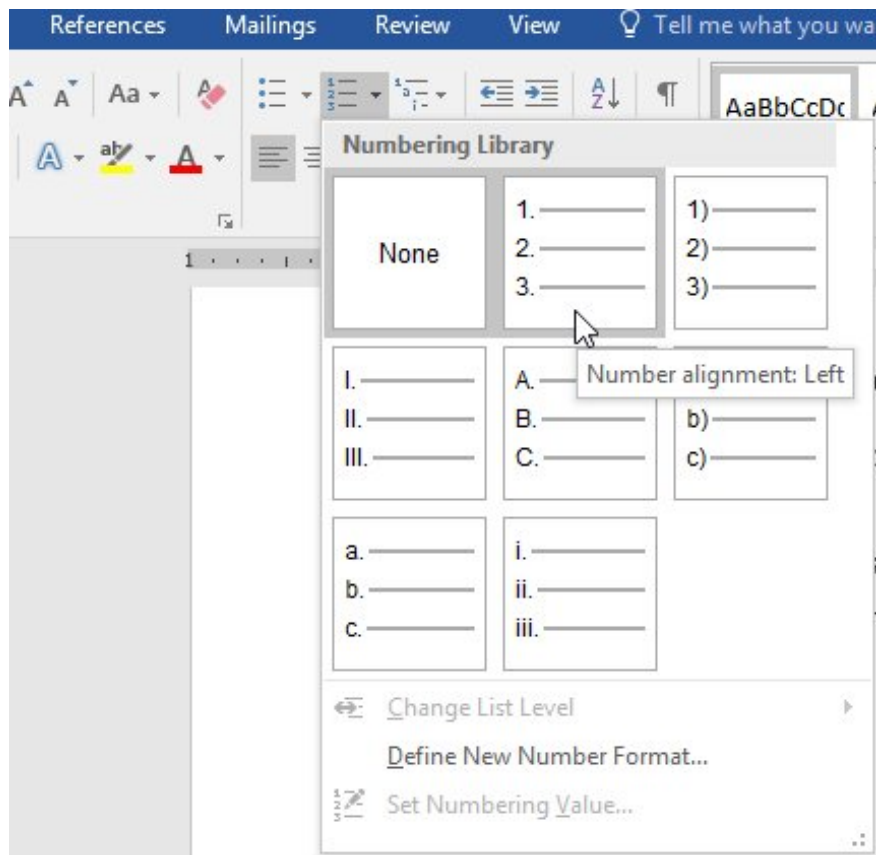 References Mailings Review View Tell me what you wa
Aa
AaBbCcDc
Numbering Library
None
1.
2.
3.
1)
2)
3)
Number alignment: Left
I.
II.
III.
A.
B.
C.
b)
c)
a.
b.
c.
i.
ii.
iii.
Change List Level
Define New Number Format...
Set Numbering Value...